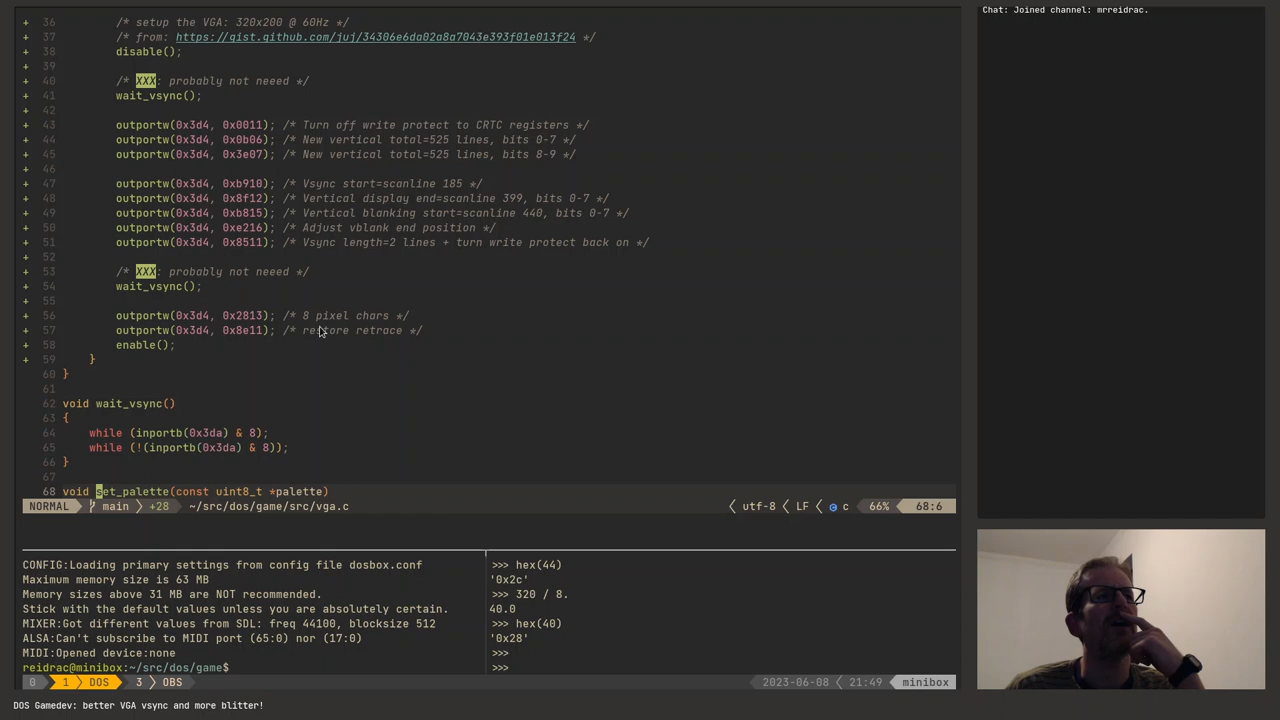 + 36 /* setup the VGA: 320x200 @ 60Hz */
+ 37 /* from: https://gist.github.com/juj/34306e6da02a8a7043e393f01e013f24 */
+ 38 disable();
+ 39
+ 40 /* XXX: probably not neeed */
+ 41 wait_vsync();
+ 42
+ 43 outportw(0x3d4, 0x0011); /* Turn off write protect to CRTC registers */
+ 44 outportw(0x3d4, 0x0b06); /* New vertical total=525 lines, bits 0-7 */
+ 45 outportw(0x3d4, 0x3e07); /* New vertical total=525 lines, bits 8-9 */
+ 46
+ 47 outportw(0x3d4, 0xb910); /* Vsync start=scanline 185 */
+ 48 outportw(0x3d4, 0x8f12); /* Vertical display end=scanline 399, bits 0-7 */
+ 49 outportw(0x3d4, 0xb815); /* Vertical blanking start=scanline 440, bits 0-7 */
+ 50 outportw(0x3d4, 0xe216); /* Adjust vblank end position */
+ 51 outportw(0x3d4, 0x8511); /* Vsync length=2 lines + turn write protect back on */
+ 52
+ 53 /* XXX: probably not neeed */
+ 54 wait_vsync();
+ 55
+ 56 outportw(0x3d4, 0x2813); /* 8 pixel chars */
+ 57 outportw(0x3d4, 0x8e11); /* restore retrace */
+ 58 enable();
+ 59 }
60 }
61
62 void wait_vsync()
63 {
64 while (inportb(0x3da) & 8);
65 while (!(inportb(0x3da) & 8));
66 }
67
68 void set_palette(const uint8_t *palette)
NORMAL main +28 ~/src/dos/game/src/vga.c utf-8 LF c 66% 68:6
CONFIG:Loading primary settings from config file dosbox.conf
Maximum memory size is 63 MB
Memory sizes above 31 MB are NOT recommended.
Stick with the default values unless you are absolutely certain.
MIXER:Got different values from SDL: freq 44100, blocksize 512
ALSA:Can't subscribe to MIDI port (65:0) nor (17:0)
MIDI:Opened device:none
reidrac@minibox:~/src/dos/game$
>>> hex(44)
'0x2c'
>>> 320 / 8.
40.0
>>> hex(40)
'0x28'
>>>
>>>
0 1 DOS 3 OBS 2023-06-08 21:49 minibox
Chat: Joined channel: mrreidrac.
DOS Gamedev: better VGA vsync and more blitter!